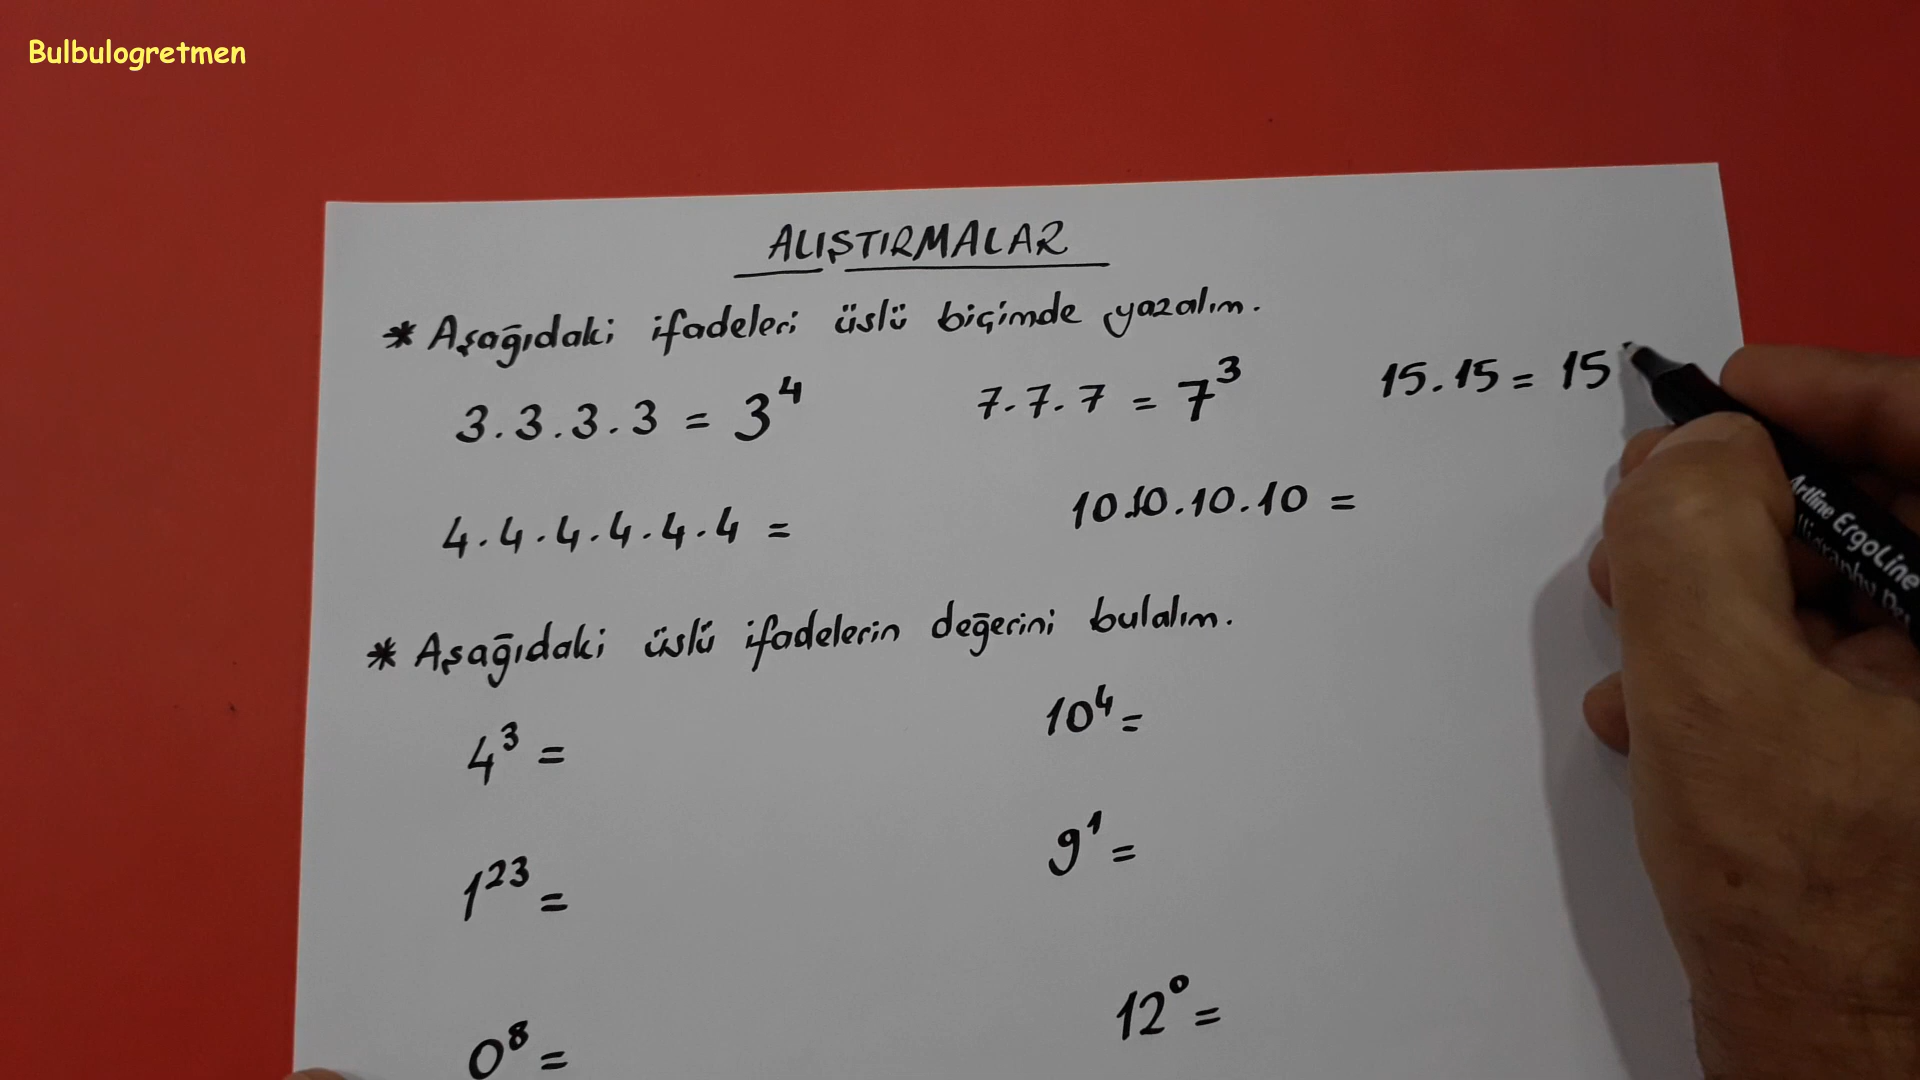 Bulbulogretmen
ALIŞTIRMALAR
* Aşağıdaki ifadeleri üslü biçimde yazalım.
3.3.3.3 = 3⁴ 7.7.7 = 7³ 15.15 = 15
4.4.4.4.4.4 = 10.10.10.10 =
* Aşağıdaki üslü ifadelerin değerini bulalım.
4³ = 10⁴ =
1²³ = 9¹ =
0⁸ = 12⁰ =
Artline ErgoLine